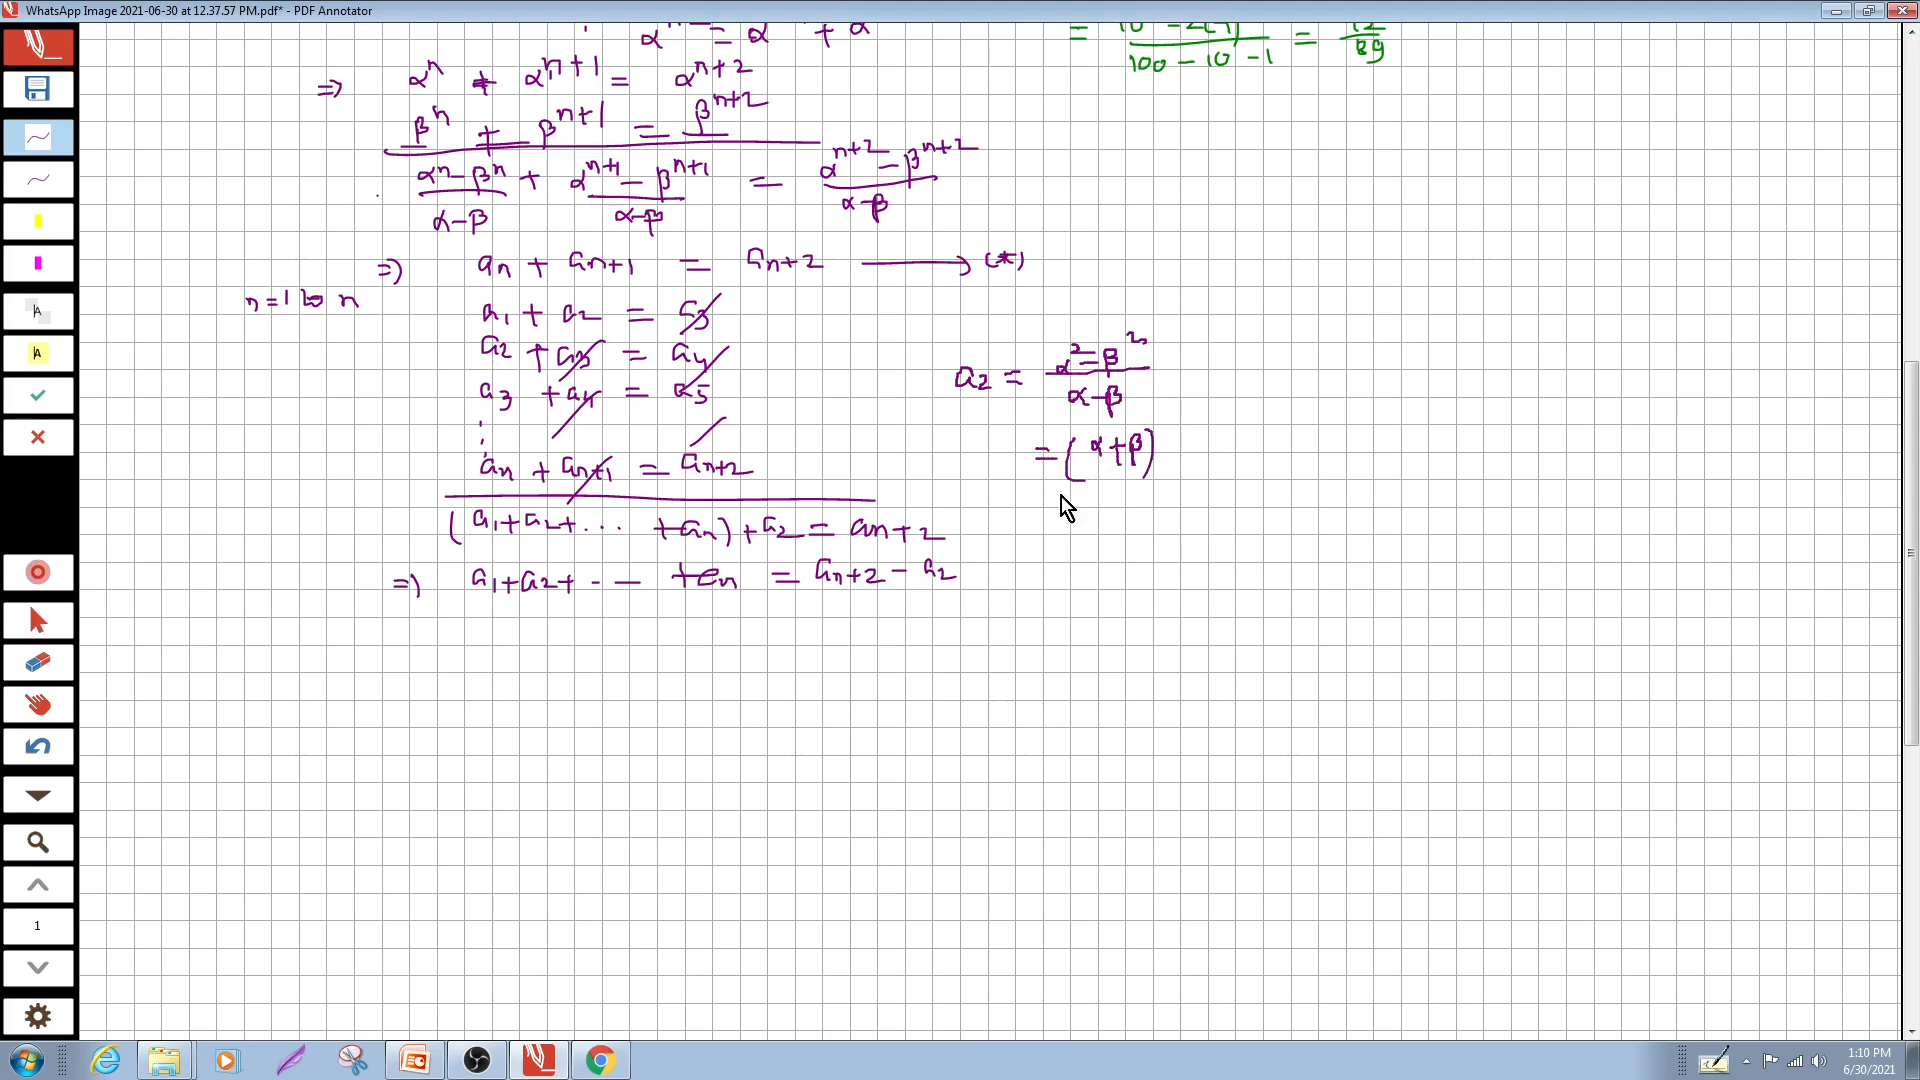 WhatsApp Image 2021-06-30 at 12.37.57 PM.pdf* - PDF Annotator
= / 100 - 10 - 1 = / 89
=> αⁿ + αⁿ⁺¹ = αⁿ⁺²
βⁿ + βⁿ⁺¹ = βⁿ⁺²
αⁿ - βⁿ / α - β + αⁿ⁺¹ - βⁿ⁺¹ / α - β = αⁿ⁺² - βⁿ⁺² / α - β
=> aₙ + aₙ₊₁ = aₙ₊₂ → (*)
n = 1 to n
a₁ + a₂ = a₃
a₂ + a₃ = a₄
a₃ + a₄ = a₅
⋮
aₙ + aₙ₊₁ = aₙ₊₂
(a₁ + a₂ + ... + aₙ) + a₂ = aₙ₊₂
=> a₁ + a₂ + - — + aₙ = aₙ₊₂ - a₂
a₂ = α² - β² / α - β
= (α + β)
A
A
1
1:10 PM
6/30/2021